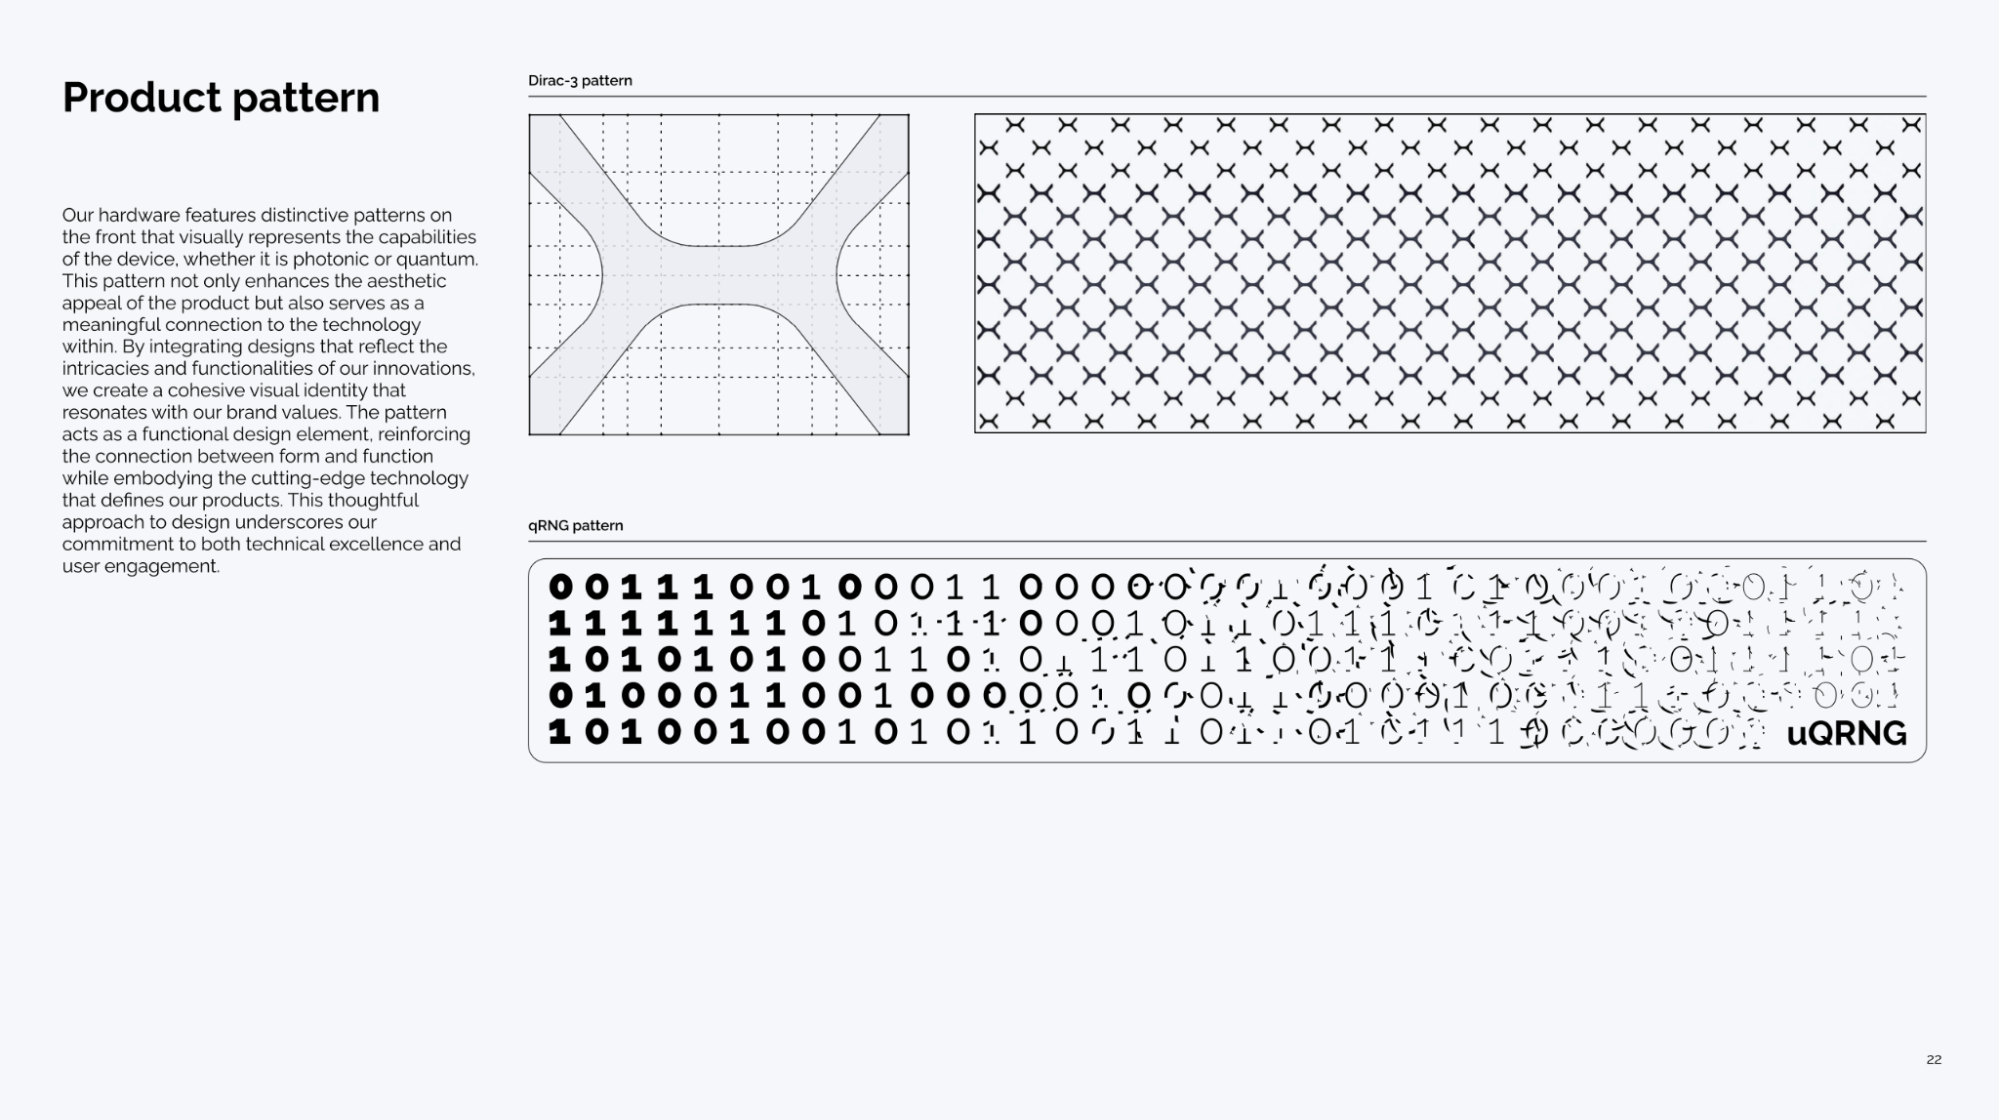 Product pattern
Our hardware features distinctive patterns on
the front that visually represents the capabilities
of the device, whether it is photonic or quantum.
This pattern not only enhances the aesthetic
appeal of the product but also serves as a
meaningful connection to the technology
within. By integrating designs that reflect the
intricacies and functionalities of our innovations,
we create a cohesive visual identity that
resonates with our brand values. The pattern
acts as a functional design element, reinforcing
the connection between form and function
while embodying the cutting-edge technology
that defines our products. This thoughtful
approach to design underscores our
commitment to both technical excellence and
user engagement.
Dirac-3 pattern
qRNG pattern
0 0 1 1 1 0 0 1 0 0 0 1 1 0 0 0 0 0
1 1 1 1 1 1 1 0 1 0
1 0 1 0 1 0 1 0 0 1 1 0
0 1 0 0 0 1 1 0 0 1 0 0 0 0 0
1 0 1 0 0 1 0 0 1 0 1 0
uQRNG
22